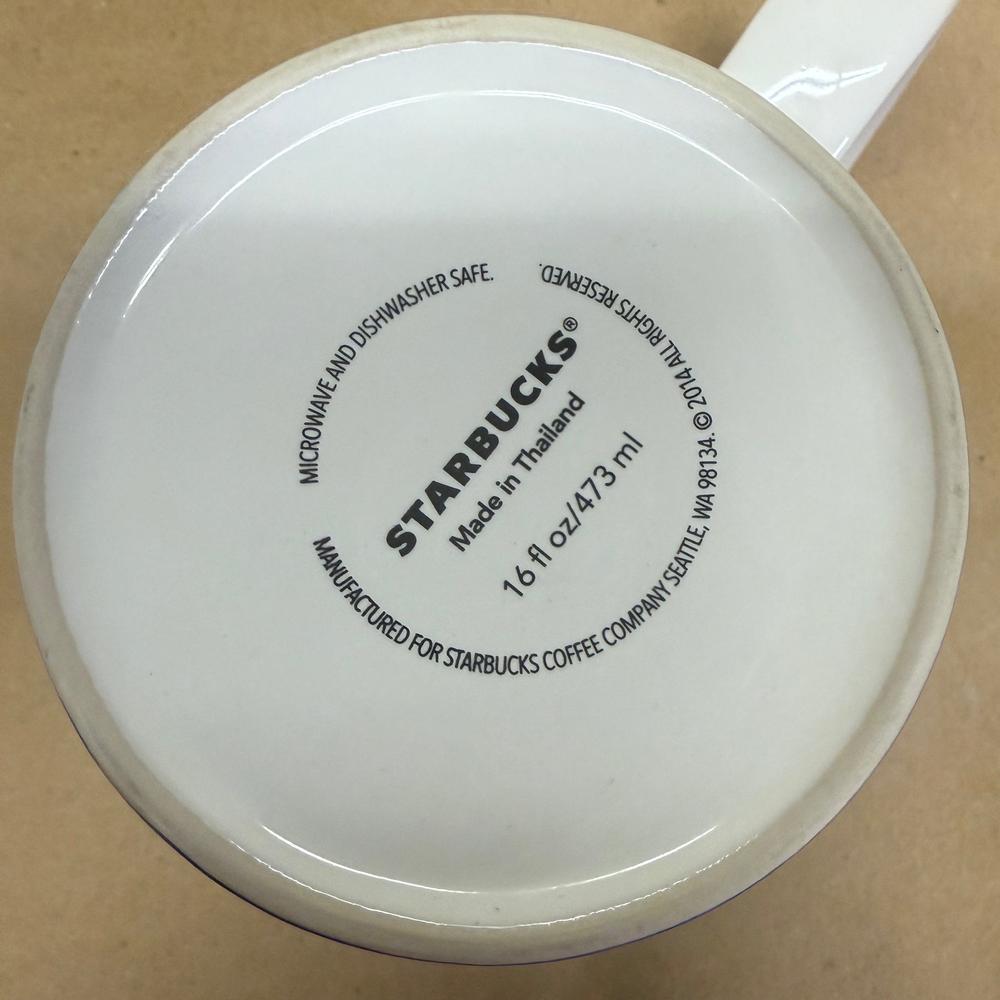 MICROWAVE AND DISHWASHER SAFE.
STARBUCKS®
Made in Thailand
16 fl oz/473 ml
MANUFACTURED FOR STARBUCKS COFFEE COMPANY SEATTLE, WA 98134. © 2014 ALL RIGHTS RESERVED.